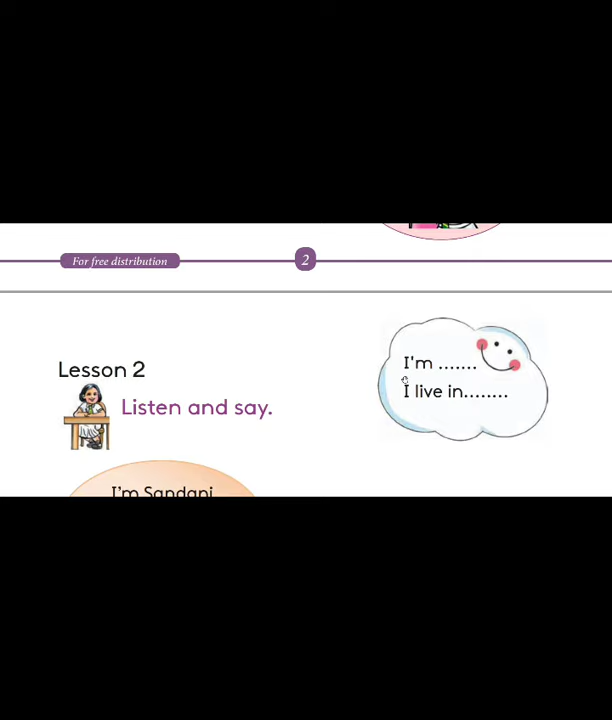 For free distribution
2
Lesson 2
Listen and say.
I'm .......
I live in........
I'm Sandani